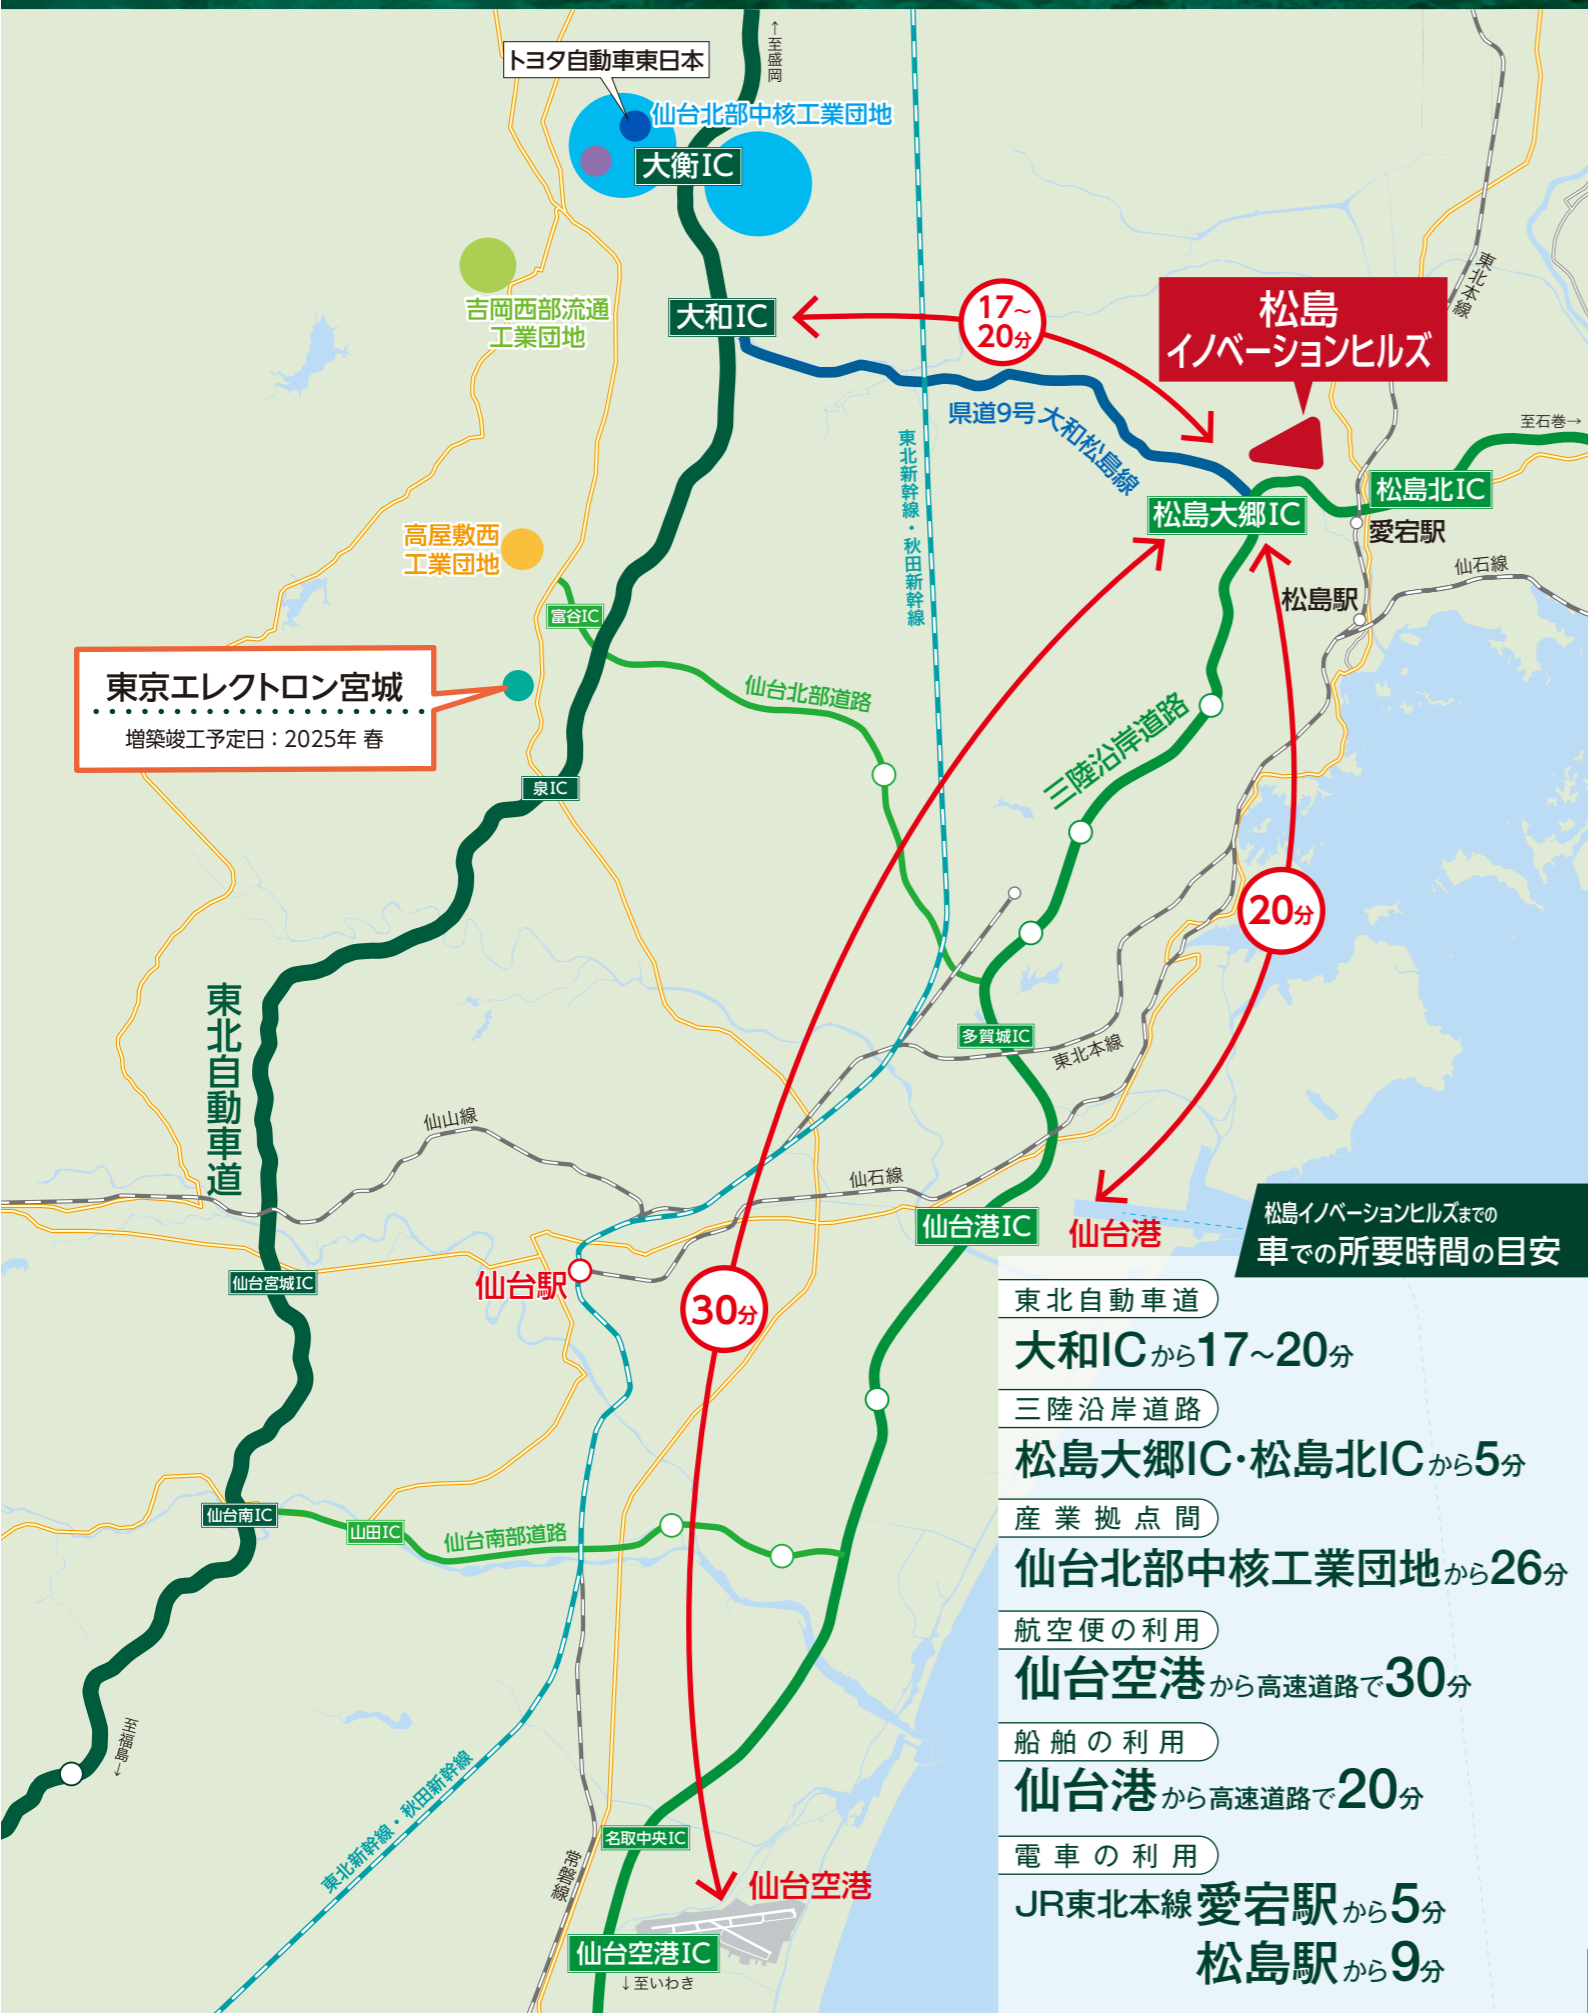 ↑至盛岡
トヨタ自動車東日本
仙台北部中核工業団地
大衡IC
吉岡西部流通
工業団地
大和IC
17～
20分
松島
イノベーションヒルズ
東北本線
県道9号 大和松島線
至石巻→
東北新幹線・秋田新幹線
松島北IC
松島大郷IC
愛宕駅
高屋敷西
工業団地
仙石線
松島駅
富谷IC
東京エレクトロン宮城
増築竣工予定日：2025年 春
仙台北部道路
三陸沿岸道路
泉IC
20分
東北自動車道
多賀城IC
東北本線
仙山線
仙石線
仙台港IC
仙台港
仙台宮城IC
仙台駅
30分
仙台南IC
山田IC
仙台南部道路
至福島→
東北新幹線・秋田新幹線
常磐線
名取中央IC
仙台空港
仙台空港IC
↓至いわき
松島イノベーションヒルズまでの
車での所要時間の目安
東北自動車道
大和ICから17～20分
三陸沿岸道路
松島大郷IC・松島北ICから5分
産業拠点間
仙台北部中核工業団地から26分
航空便の利用
仙台空港から高速道路で30分
船舶の利用
仙台港から高速道路で20分
電車の利用
JR東北本線 愛宕駅から5分
松島駅から9分